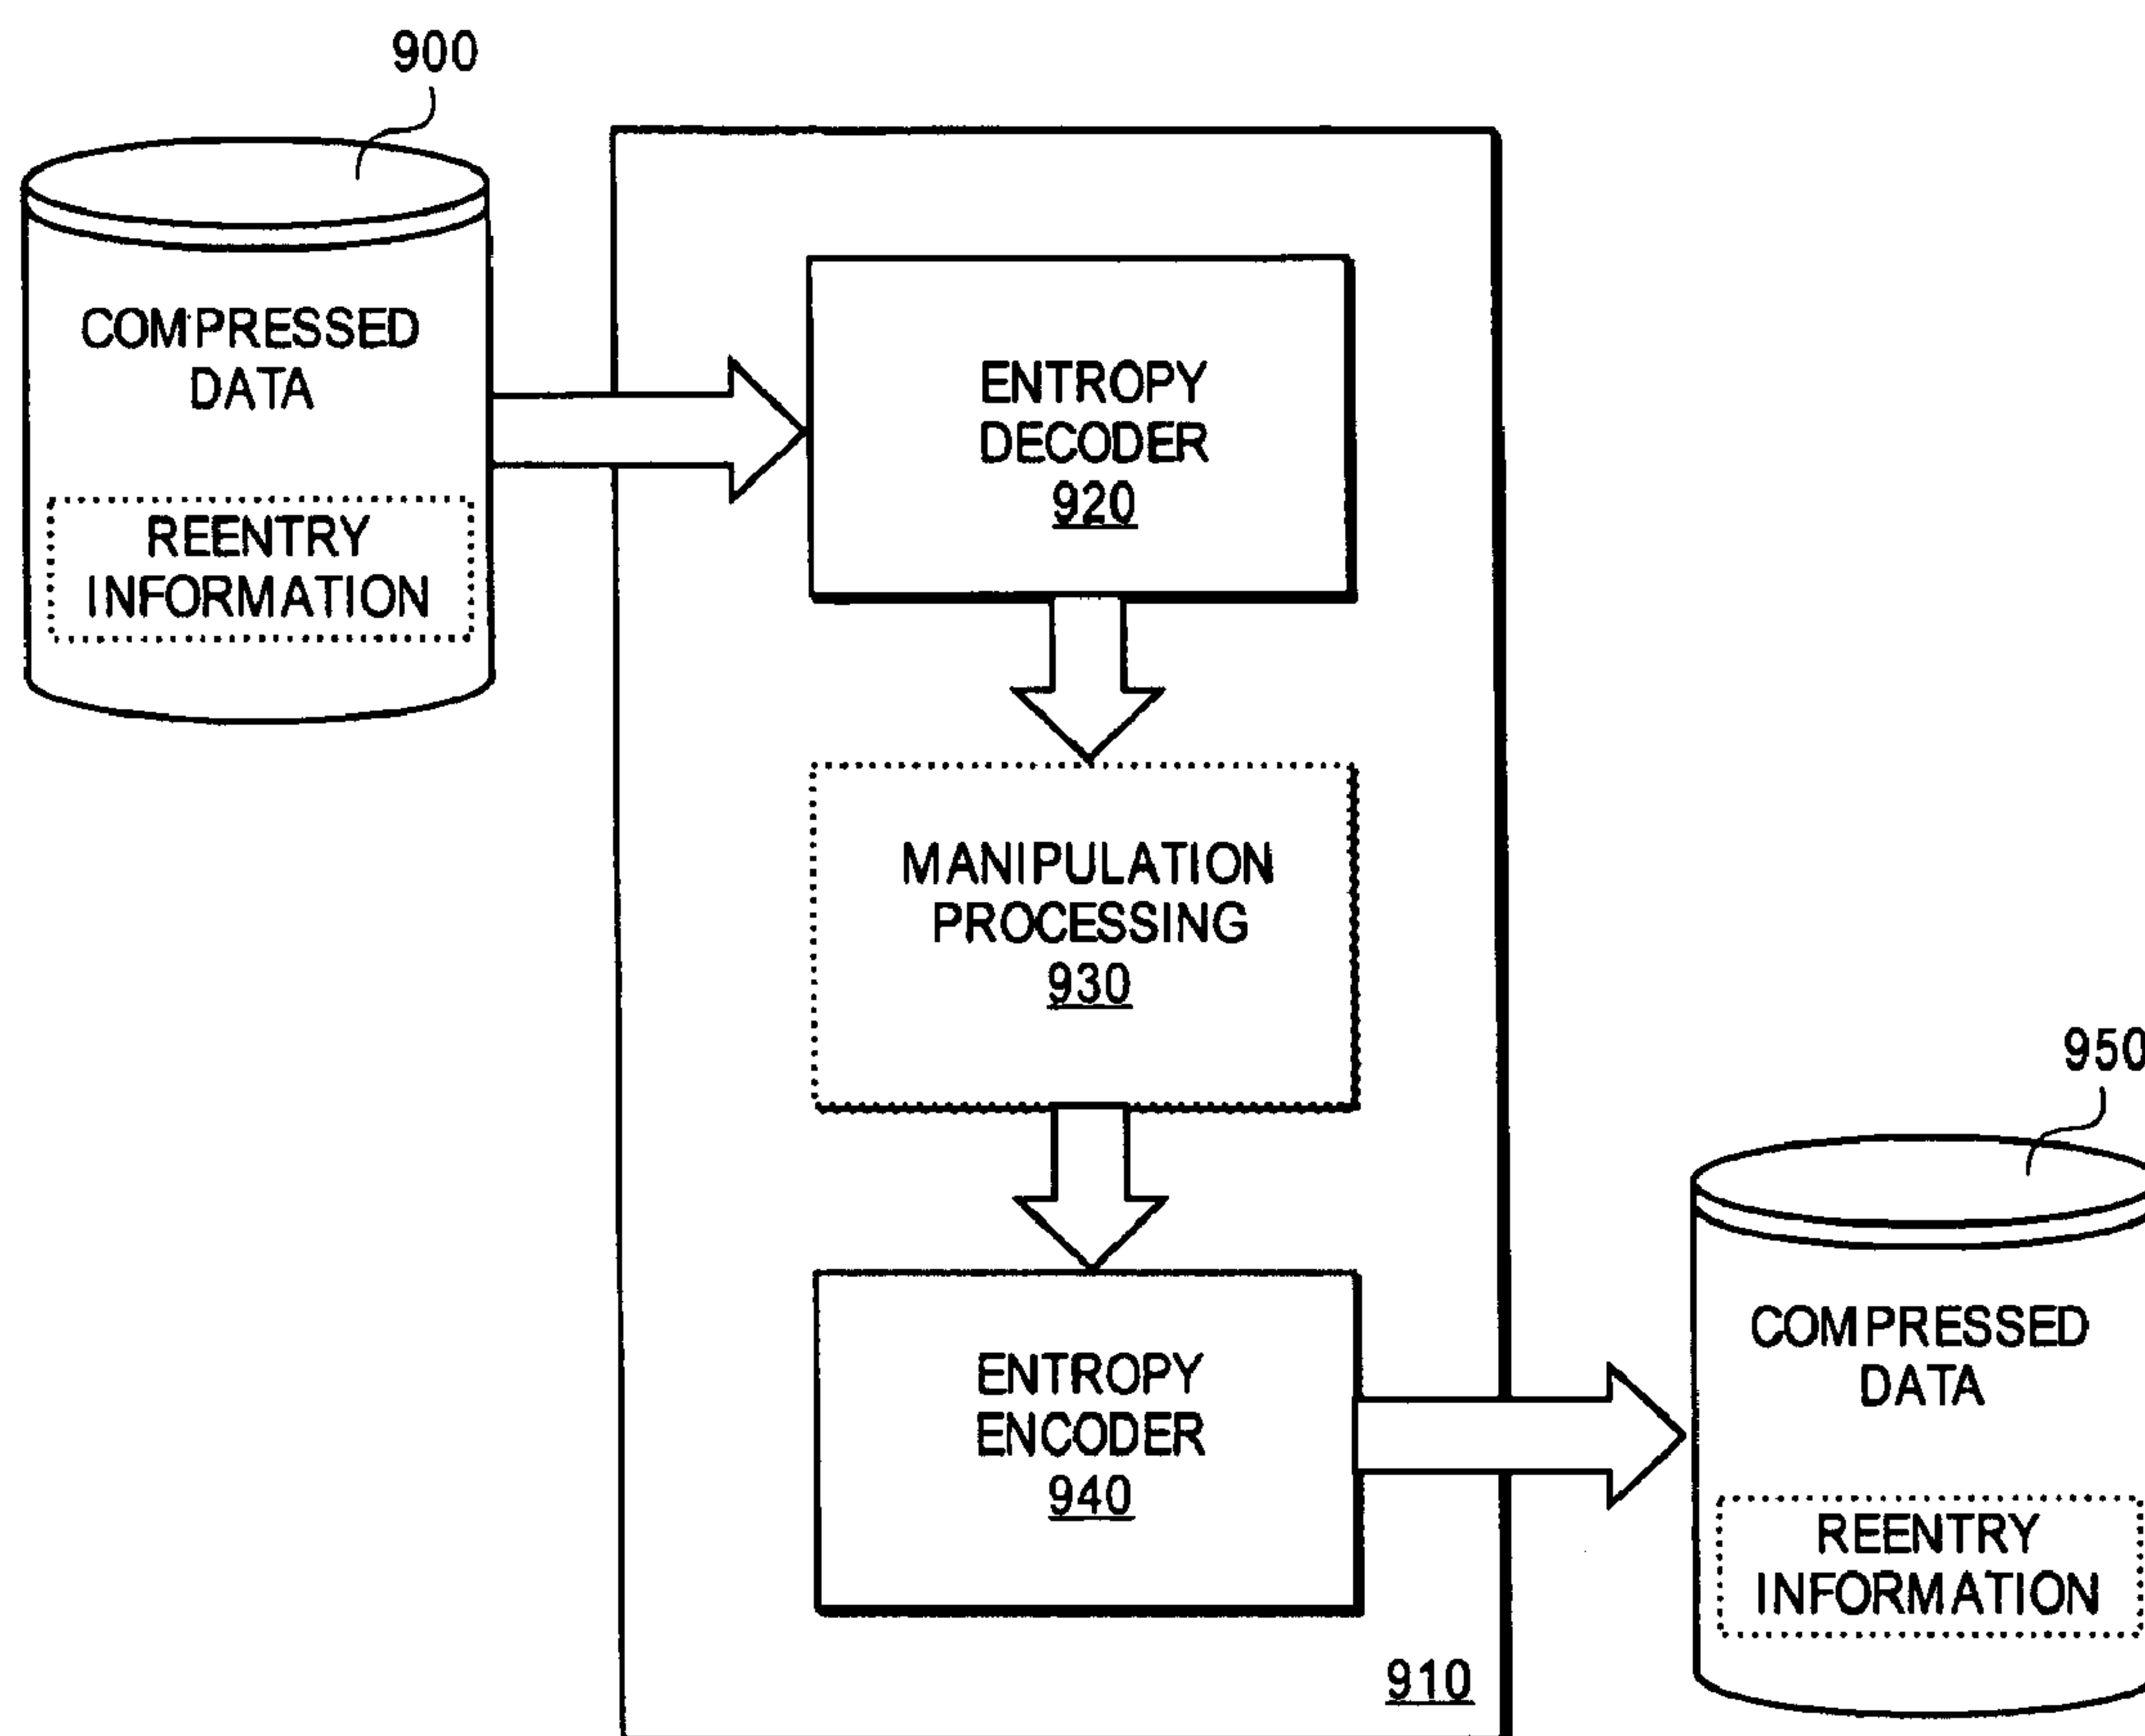 900
COMPRESSED
DATA
REENTRY
INFORMATION
ENTROPY
DECODER
920
MANIPULATION
PROCESSING
930
ENTROPY
ENCODER
940
910
950
COMPRESSED
DATA
REENTRY
INFORMATION